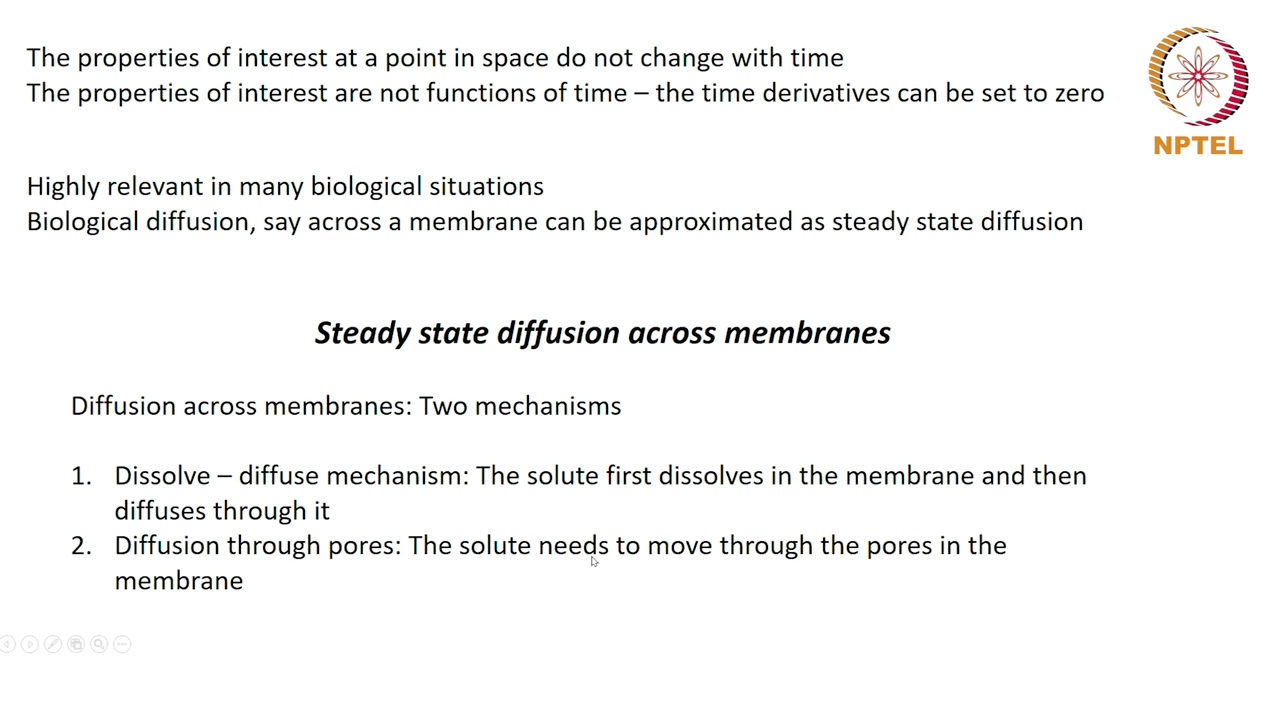 The properties of interest at a point in space do not change with time
The properties of interest are not functions of time – the time derivatives can be set to zero
NPTEL
Highly relevant in many biological situations
Biological diffusion, say across a membrane can be approximated as steady state diffusion
Steady state diffusion across membranes
Diffusion across membranes: Two mechanisms
1. Dissolve – diffuse mechanism: The solute first dissolves in the membrane and then
diffuses through it
2. Diffusion through pores: The solute needs to move through the pores in the
membrane